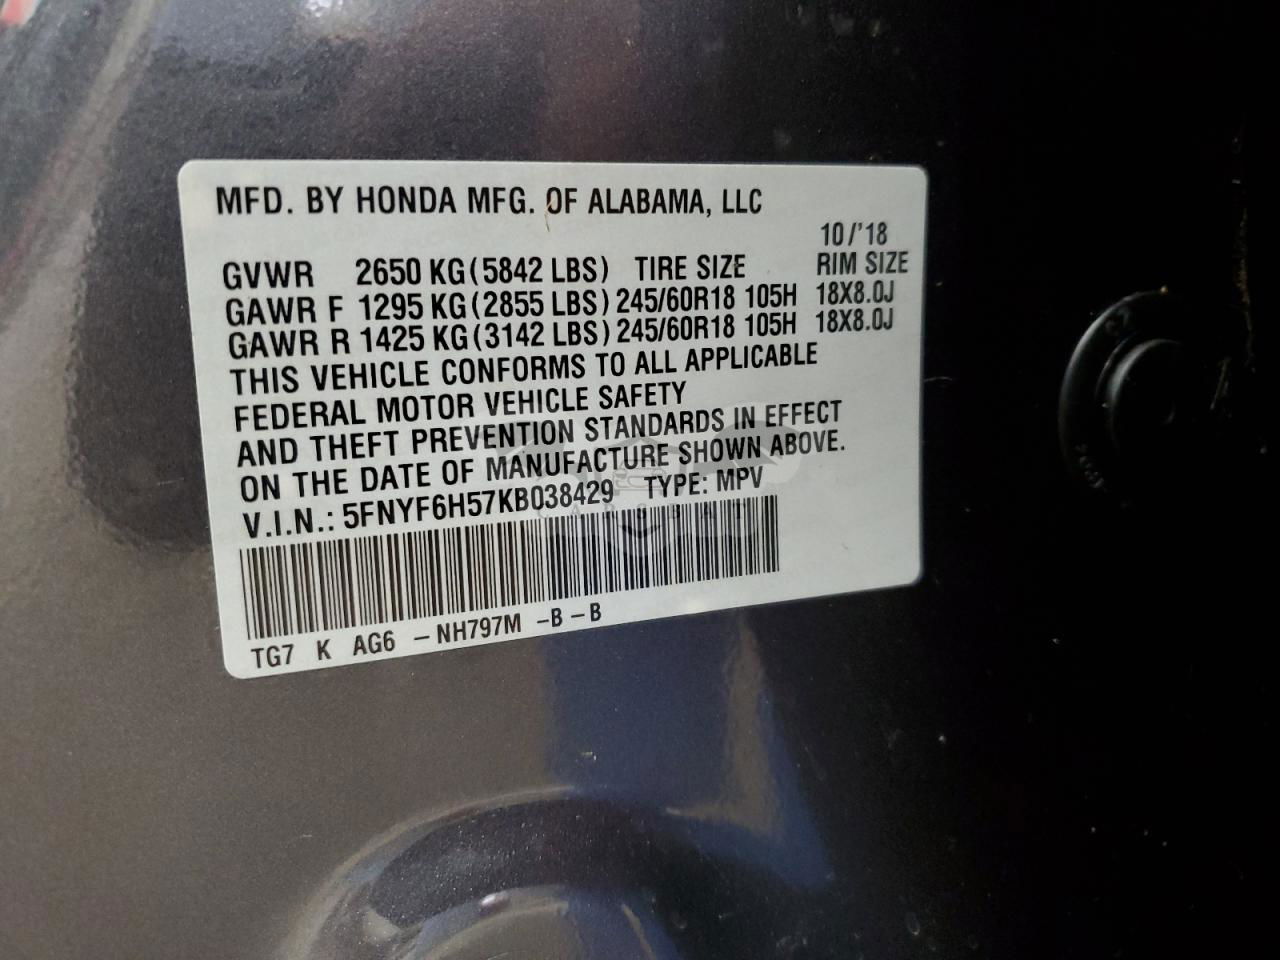 MFD. BY HONDA MFG. OF ALABAMA, LLC
10/'18
GVWR 2650 KG(5842 LBS) TIRE SIZE RIM SIZE
GAWR F 1295 KG(2855 LBS) 245/60R18 105H 18X8.0J
GAWR R 1425 KG(3142 LBS) 245/60R18 105H 18X8.0J
THIS VEHICLE CONFORMS TO ALL APPLICABLE
FEDERAL MOTOR VEHICLE SAFETY
AND THEFT PREVENTION STANDARDS IN EFFECT
ON THE DATE OF MANUFACTURE SHOWN ABOVE.
V.I.N.: 5FNYF6H57KB038429 TYPE: MPV
CAROBAT
TG7 K AG6 -NH797M -B-B